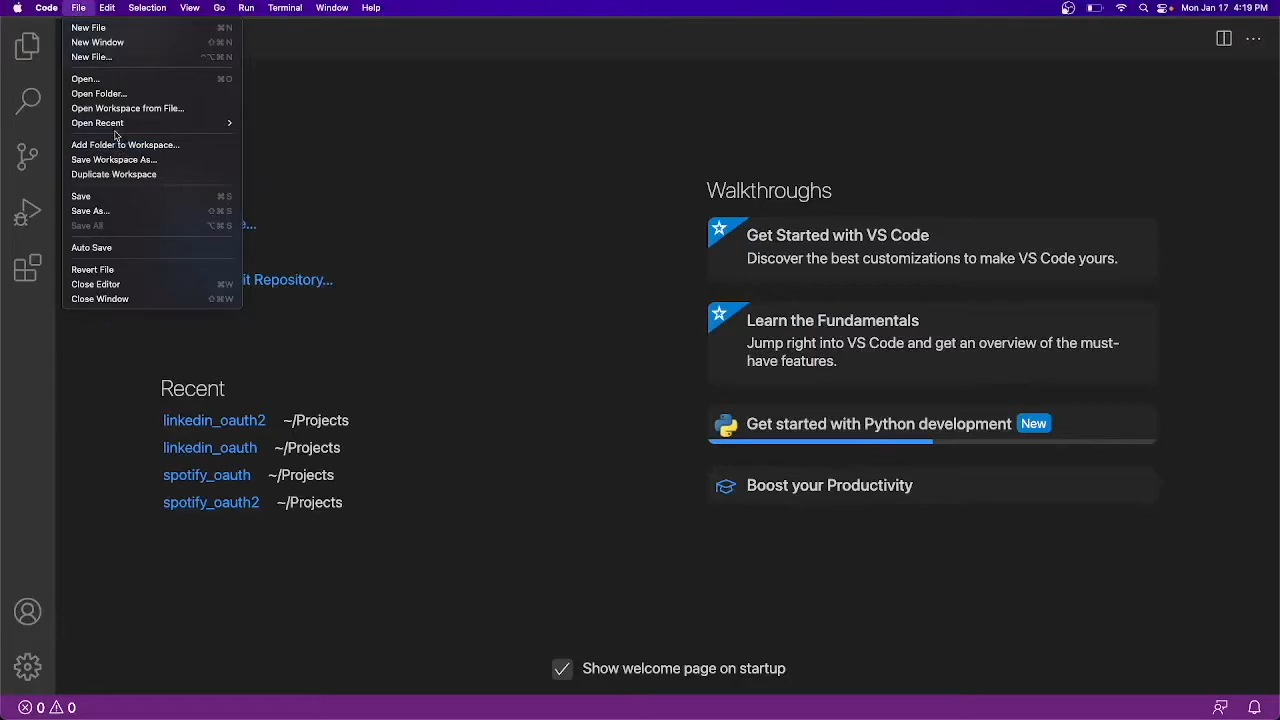 Code File Edit Selection View Go Run Terminal Window Help Mon Jan 17 4:19 PM
New File ⌘N
New Window ⇧⌘N
New File... ^⌥⌘N
Open... ⌘O
Open Folder...
Open Workspace from File...
Open Recent >
Add Folder to Workspace...
Save Workspace As...
Duplicate Workspace
Save ⌘S
Save As... ⇧⌘S
Save All ⌥⌘S
Auto Save
Revert File
Close Editor ⌘W
Close Window ⇧⌘W
e...
it Repository...
Recent
linkedin_oauth2 ~/Projects
linkedin_oauth ~/Projects
spotify_oauth ~/Projects
spotify_oauth2 ~/Projects
Walkthroughs
Get Started with VS Code
Discover the best customizations to make VS Code yours.
Learn the Fundamentals
Jump right into VS Code and get an overview of the must-
have features.
Get started with Python development New
Boost your Productivity
Show welcome page on startup
0 0